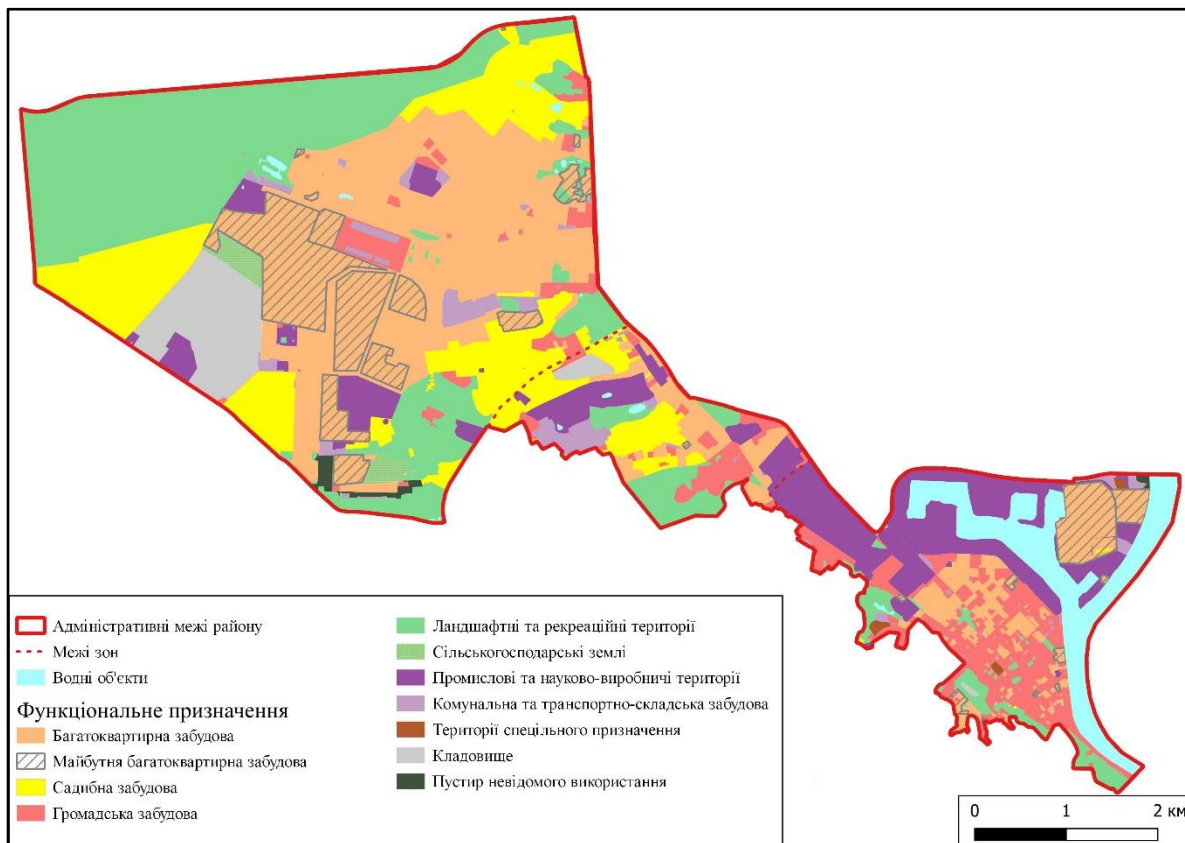 Адміністративні межі району
Межі зон
Водні об'єкти
Функціональне призначення
Багатоквартирна забудова
Майбутня багатоквартирна забудова
Садибна забудова
Громадська забудова
Ландшафтні та рекреаційні території
Сільськогосподарські землі
Промислові та науково-виробничі території
Комунальна та транспортно-складська забудова
Території спецільного призначення
Кладовище
Пустир невідомого використання
0 1 2 км